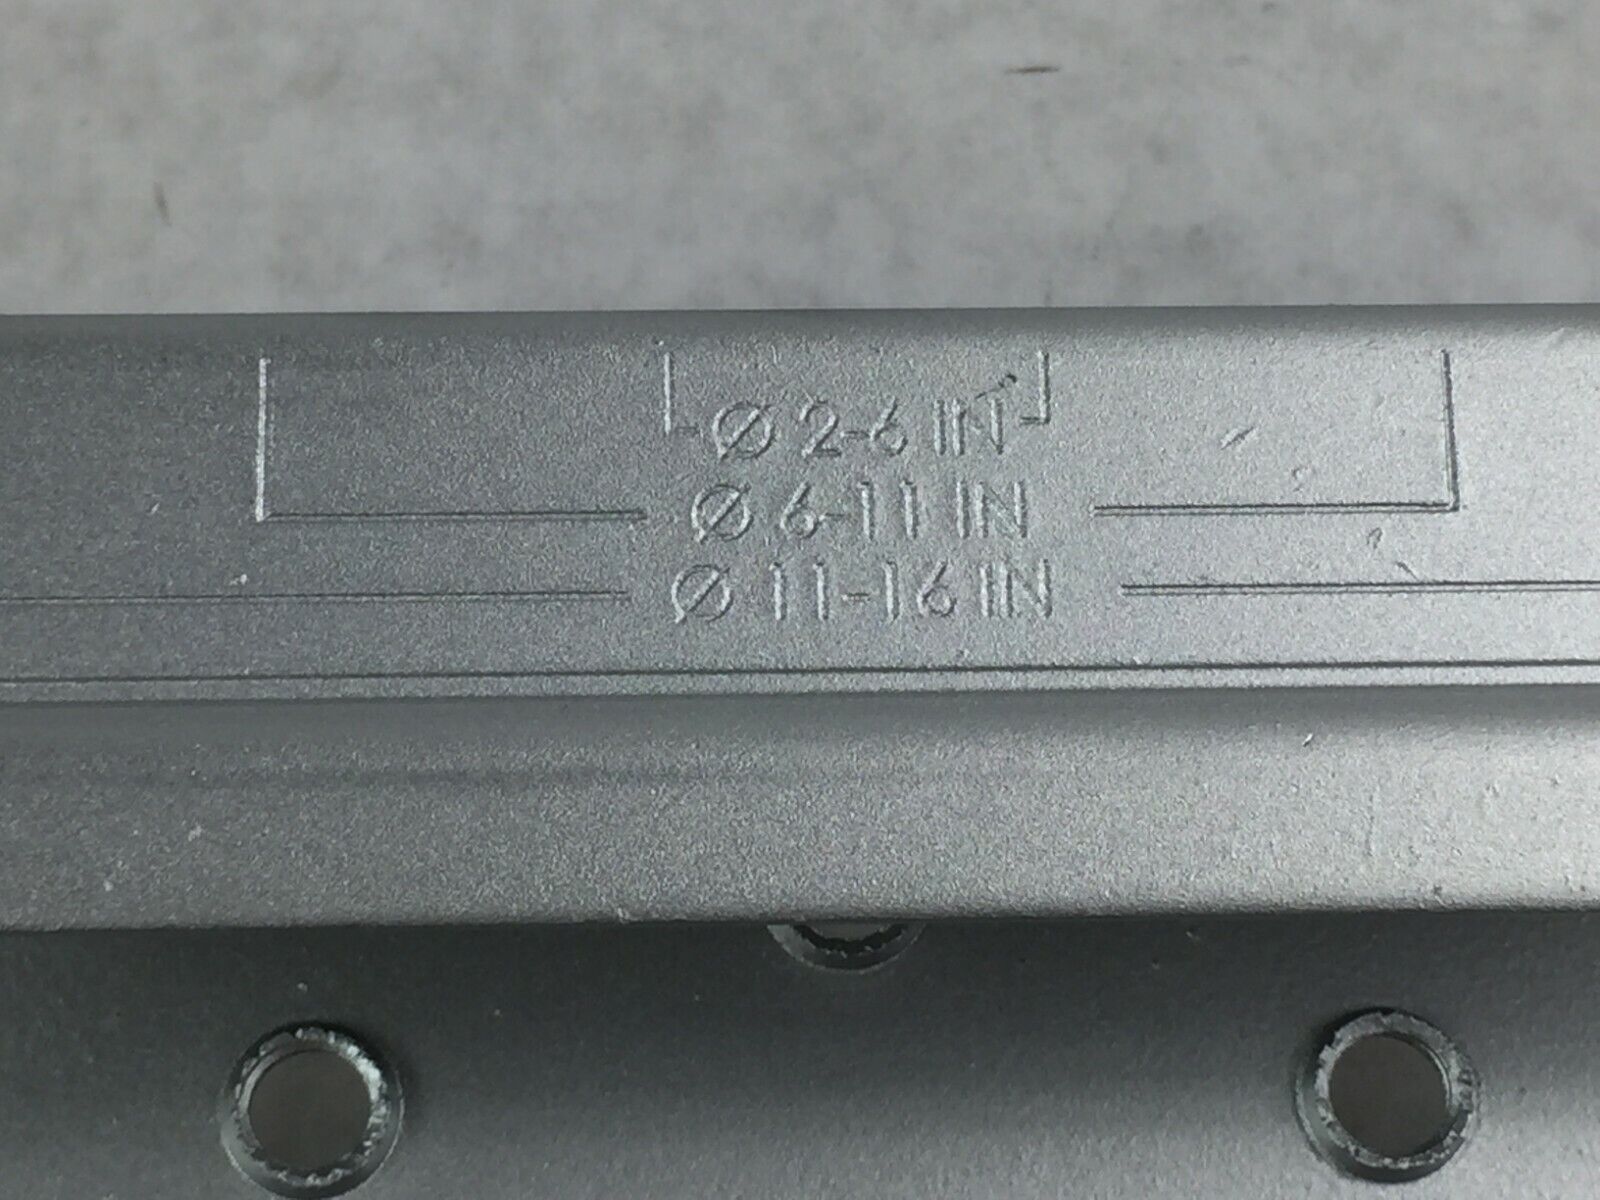 Ø 2-6 IN
Ø 6-11 IN
Ø 11-16 IN